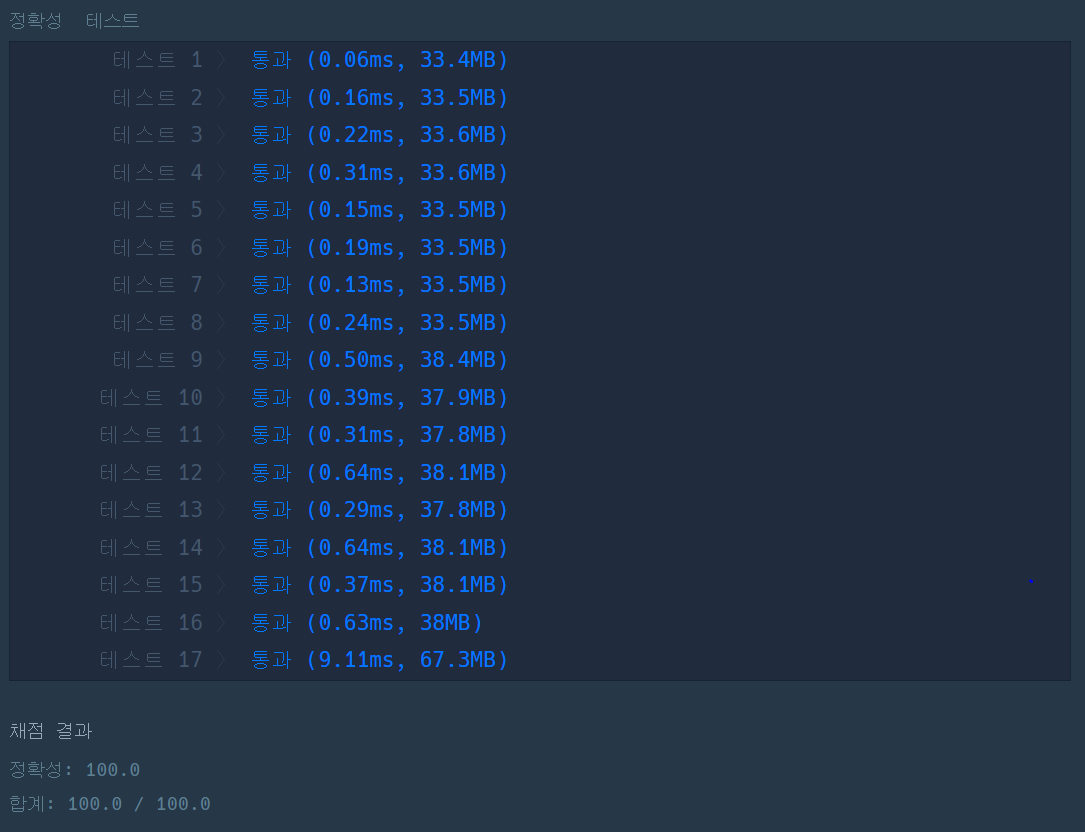 정확성 테스트
테스트 1 〉 통과 (0.06ms, 33.4MB)
테스트 2 〉 통과 (0.16ms, 33.5MB)
테스트 3 〉 통과 (0.22ms, 33.6MB)
테스트 4 〉 통과 (0.31ms, 33.6MB)
테스트 5 〉 통과 (0.15ms, 33.5MB)
테스트 6 〉 통과 (0.19ms, 33.5MB)
테스트 7 〉 통과 (0.13ms, 33.5MB)
테스트 8 〉 통과 (0.24ms, 33.5MB)
테스트 9 〉 통과 (0.50ms, 38.4MB)
테스트 10 〉 통과 (0.39ms, 37.9MB)
테스트 11 〉 통과 (0.31ms, 37.8MB)
테스트 12 〉 통과 (0.64ms, 38.1MB)
테스트 13 〉 통과 (0.29ms, 37.8MB)
테스트 14 〉 통과 (0.64ms, 38.1MB)
테스트 15 〉 통과 (0.37ms, 38.1MB)
테스트 16 〉 통과 (0.63ms, 38MB)
테스트 17 〉 통과 (9.11ms, 67.3MB)
채점 결과
정확성: 100.0
합계: 100.0 / 100.0